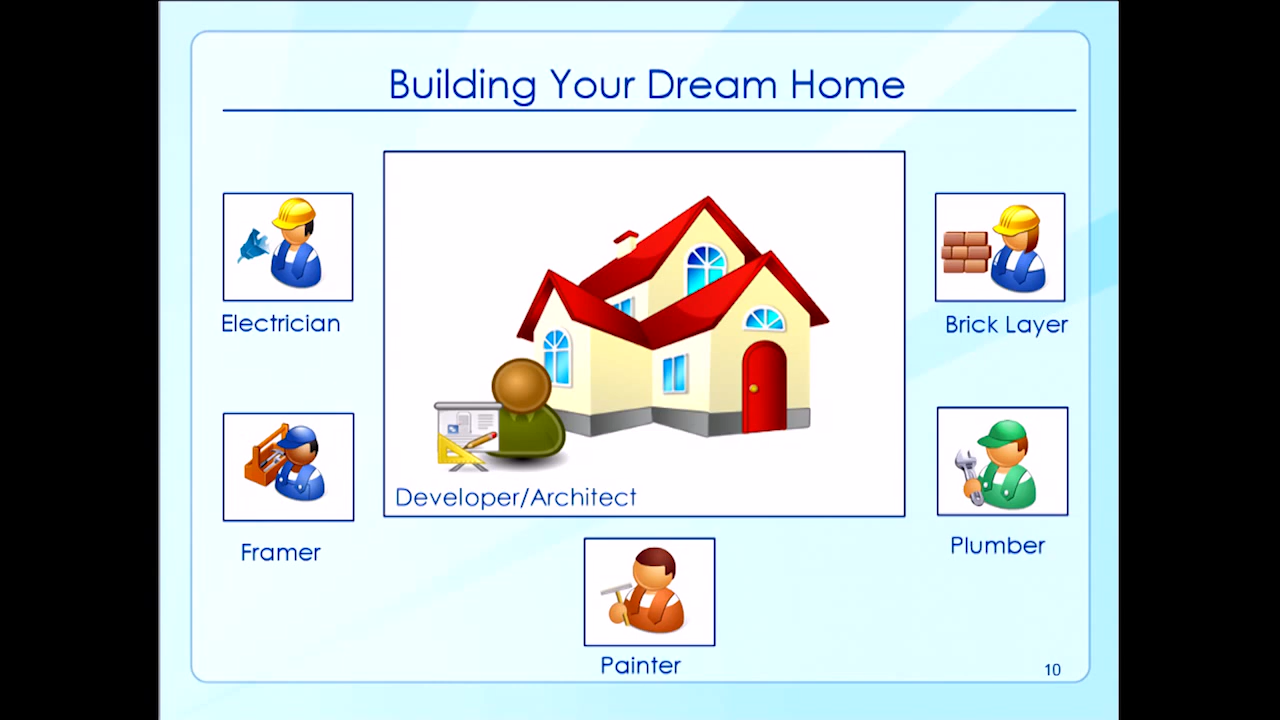 Building Your Dream Home
Electrician
Brick Layer
Developer/Architect
Framer
Plumber
Painter
10